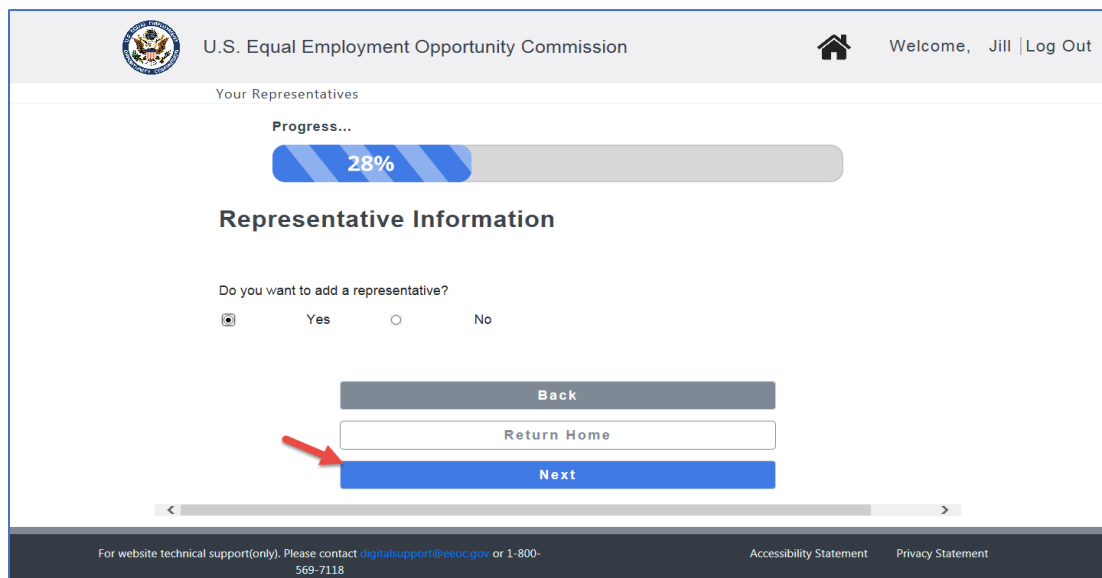 U.S. Equal Employment Opportunity Commission
Welcome, Jill | Log Out
Your Representatives
Progress...
28%
Representative Information
Do you want to add a representative?
Yes No
Back
Return Home
Next
For website technical support(only). Please contact digitalsupport@eeoc.gov or 1-800-
569-7118
Accessibility Statement Privacy Statement